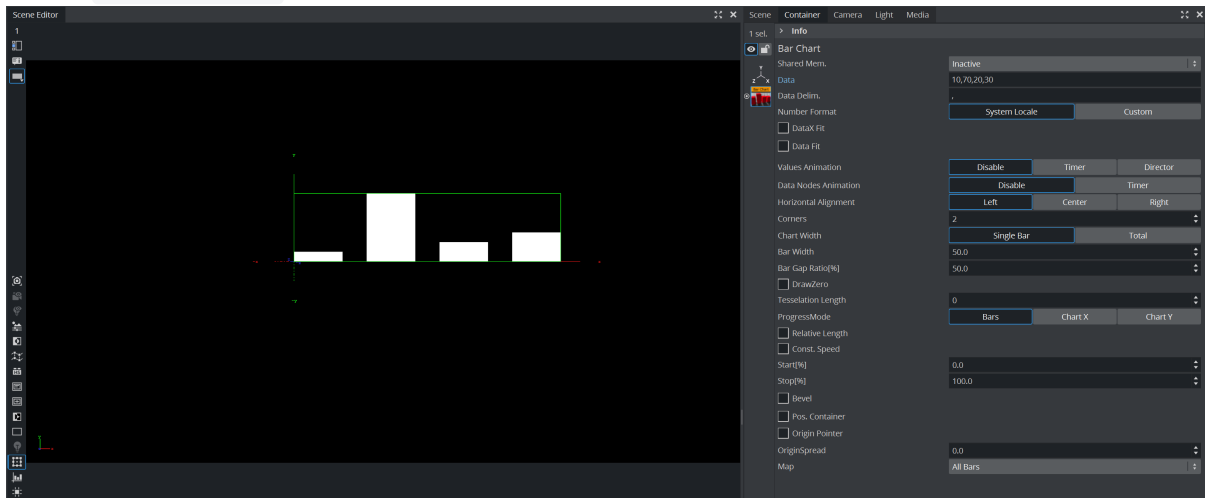 Scene Editor
1
Scene Container Camera Light Media
1 sel. > Info
Bar Chart
Shared Mem. Inactive
Data 10,70,20,30
Data Delim. ,
Number Format System Locale Custom
DataX Fit
Data Fit
Values Animation Disable Timer Director
Data Nodes Animation Disable Timer
Horizontal Alignment Left Center Right
Corners 2
Chart Width Single Bar Total
Bar Width 50.0
Bar Gap Ratio[%] 50.0
DrawZero
Tesselation Length 0
ProgressMode Bars Chart X Chart Y
Relative Length
Const. Speed
Start[%] 0.0
Stop[%] 100.0
Bevel
Pos. Container
Origin Pointer
OriginSpread 0.0
Map All Bars